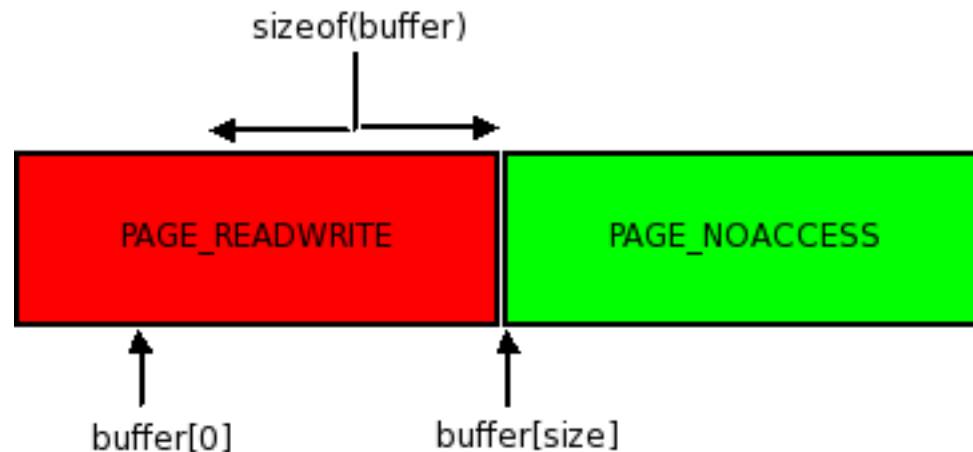 sizeof(buffer)
PAGE_READWRITE
PAGE_NOACCESS
buffer[0]
buffer[size]